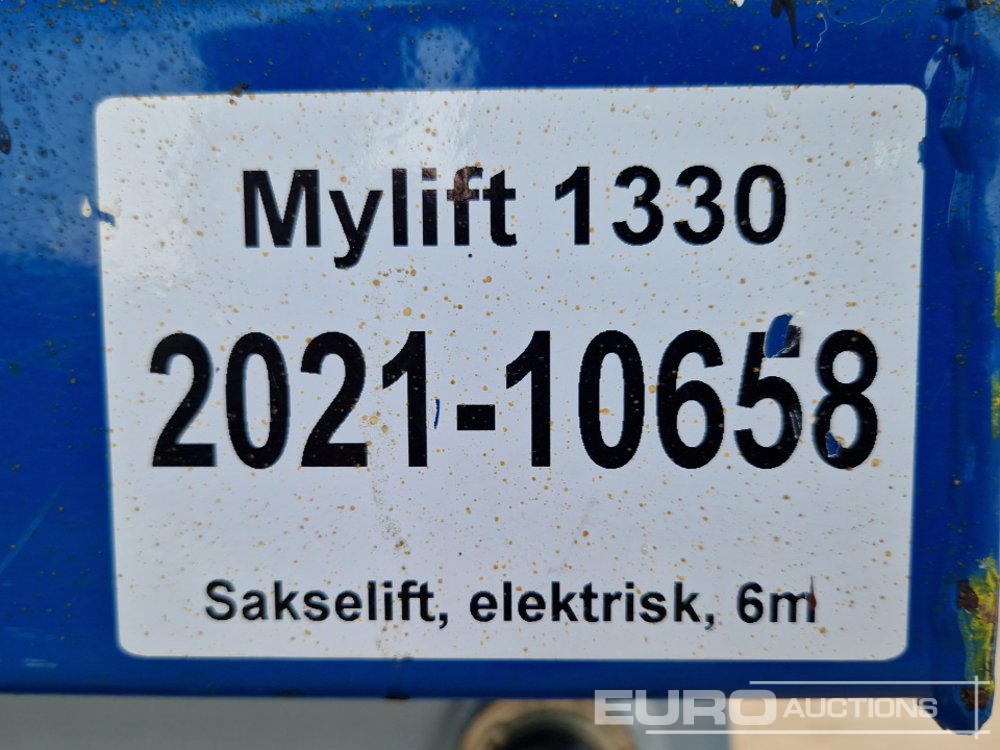 Mylift 1330
2021-10658
Sakselift, elektrisk, 6m
EURO AUCTIONS